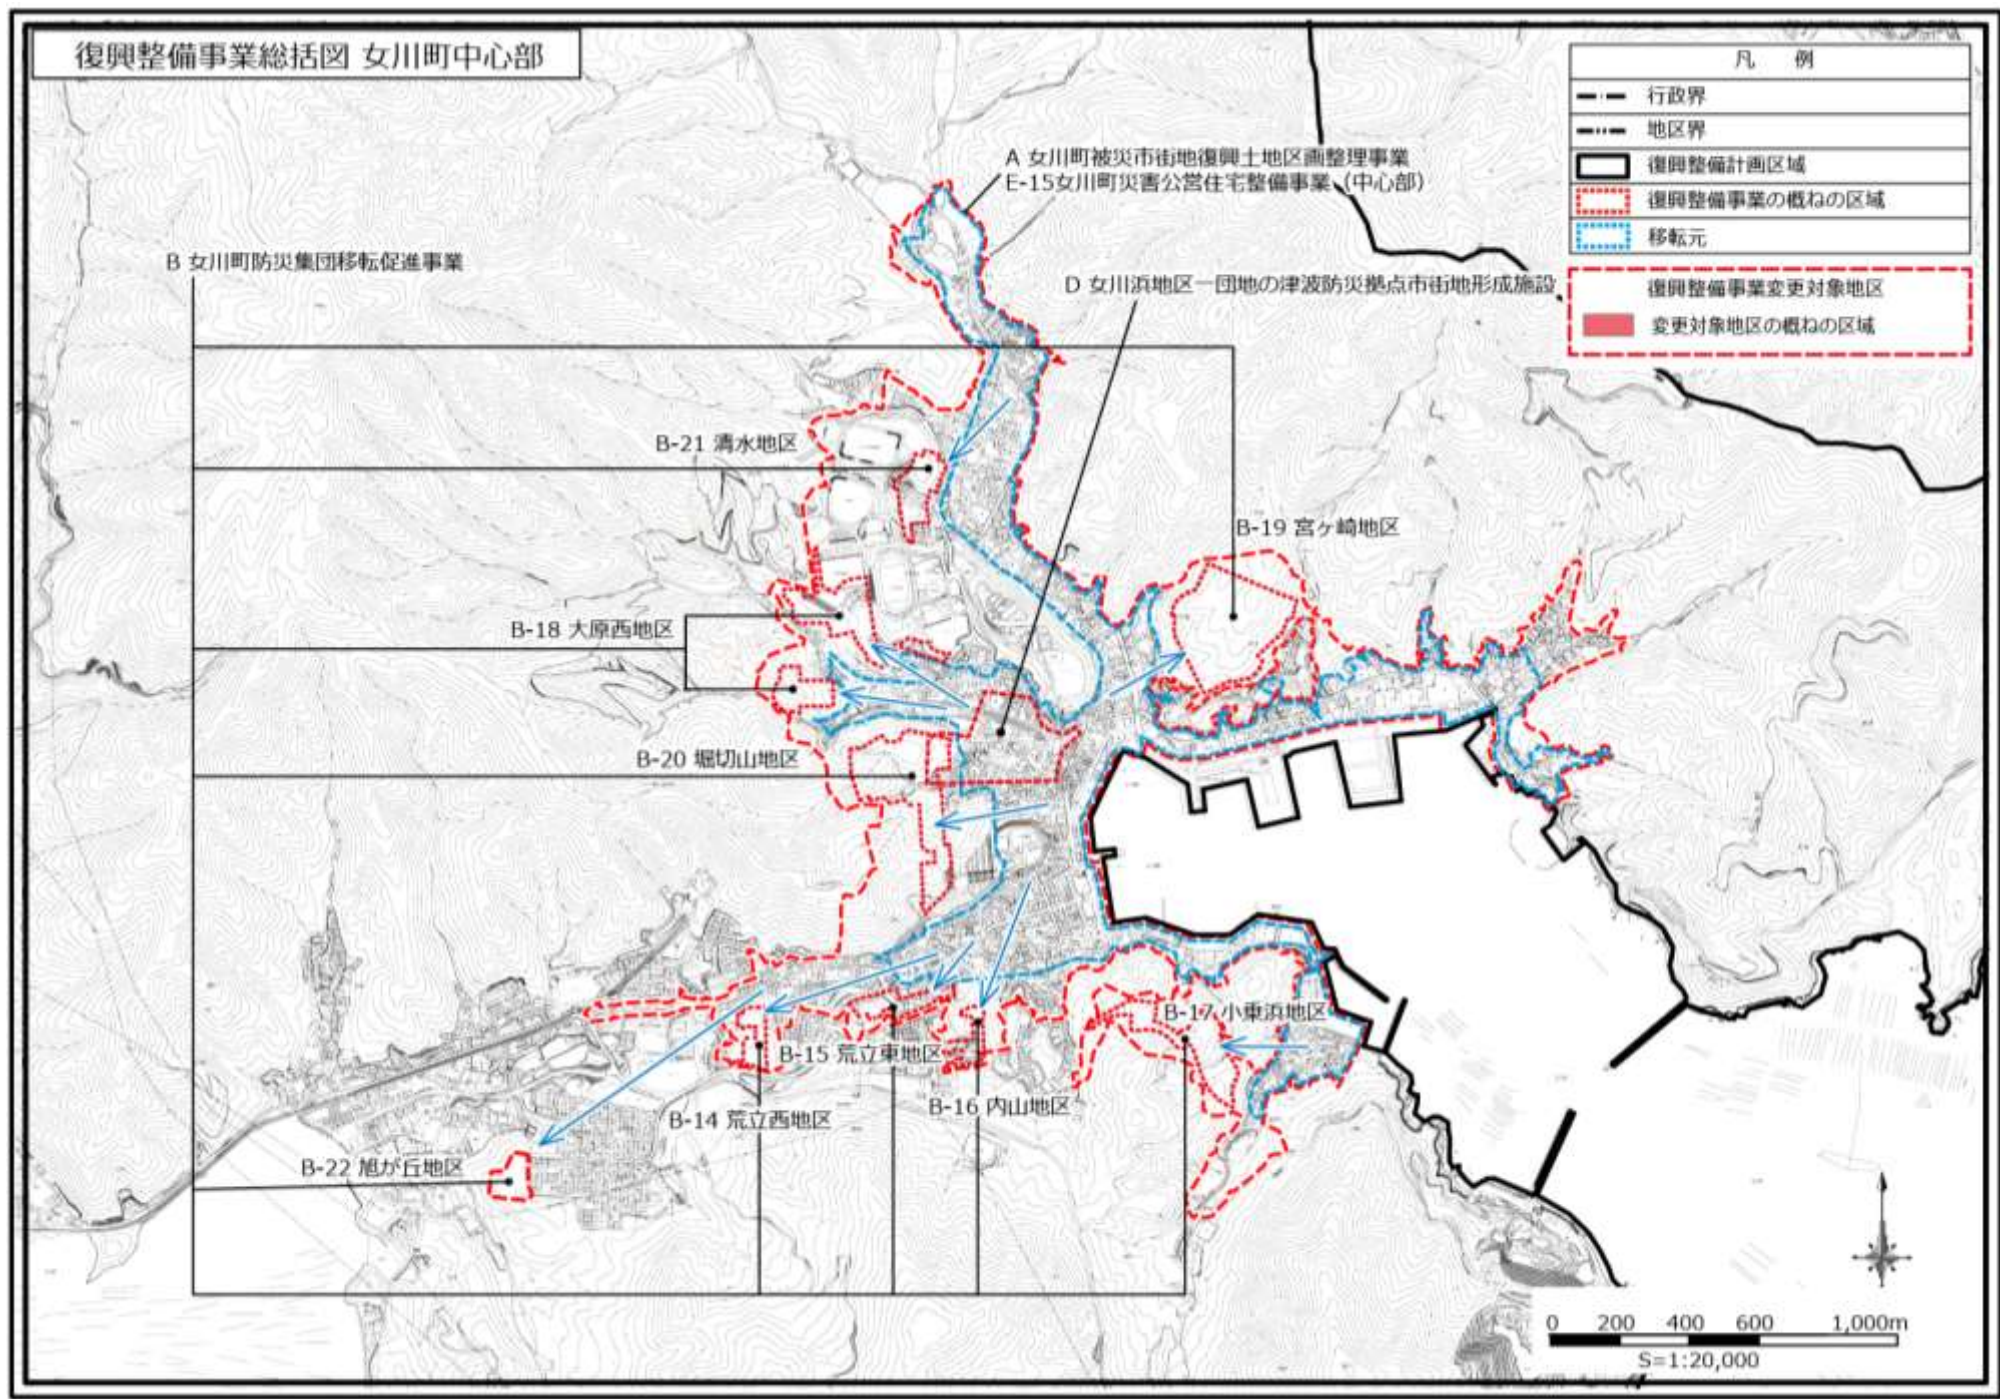 復興整備事業総括図 女川町中心部
凡 例
行政界
地区界
復興整備計画区域
復興整備事業の概ねの区域
移転元
復興整備事業変更対象地区
変更対象地区の概ねの区域
A 女川町被災市街地復興土地区画整理事業
E-15女川町災害公営住宅整備事業（中心部）
B 女川町防災集団移転促進事業
D 女川浜地区一団地の津波防災拠点市街地形成施設
B-21 清水地区
B-19 宮ヶ崎地区
B-18 大原西地区
B-20 堀切山地区
B-17 小乗浜地区
B-15 荒立東地区
B-16 内山地区
B-14 荒立西地区
B-22 旭が丘地区
0 200 400 600 1,000m
S=1:20,000